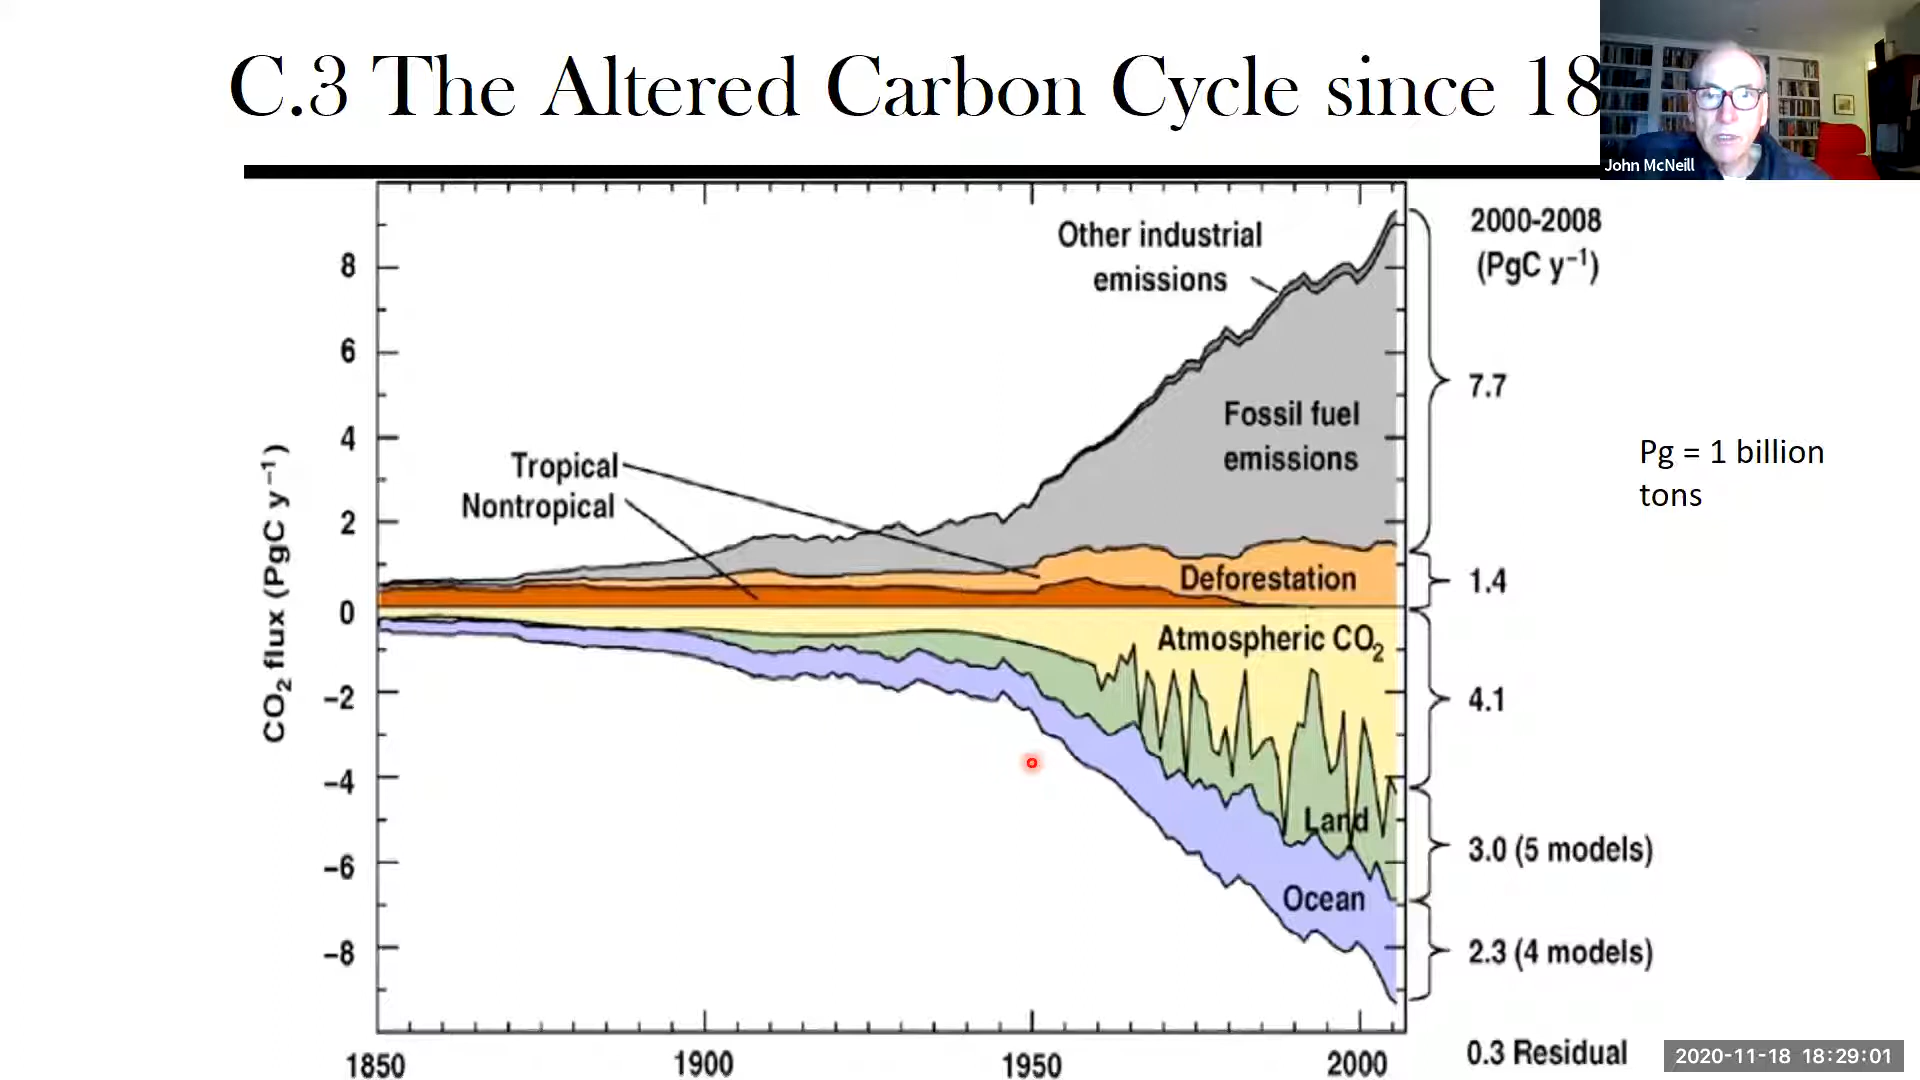 C.3 The Altered Carbon Cycle since 18
John McNeill
Other industrial
emissions
2000-2008
(PgC y⁻¹)
8
6
4
2
0
−2
−4
−6
−8
CO₂ flux (PgC y⁻¹)
Tropical
Nontropical
Fossil fuel
emissions
Deforestation
Atmospheric CO₂
Land
Ocean
7.7
1.4
4.1
3.0 (5 models)
2.3 (4 models)
0.3 Residual
Pg = 1 billion
tons
1850
1900
1950
2000
2020-11-18 18:29:01